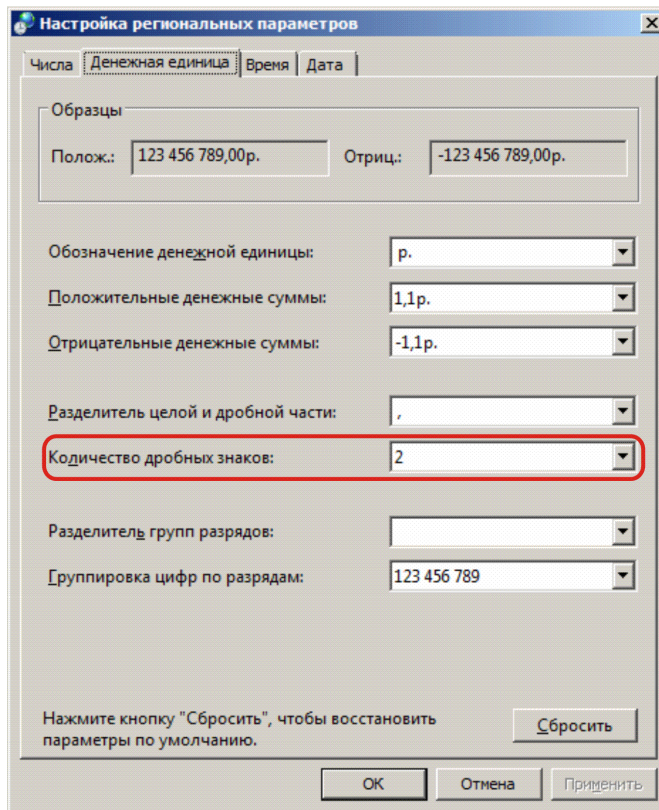 Настройка региональных параметров
Числа Денежная единица Время Дата
Образцы
Полож.: 123 456 789,00р. Отриц.: -123 456 789,00р.
Обозначение денежной единицы: р.
Положительные денежные суммы: 1,1р.
Отрицательные денежные суммы: -1,1р.
Разделитель целой и дробной части: ,
Количество дробных знаков: 2
Разделитель групп разрядов:
Группировка цифр по разрядам: 123 456 789
Нажмите кнопку "Сбросить", чтобы восстановить
параметры по умолчанию.
Сбросить
ОК Отмена Применить